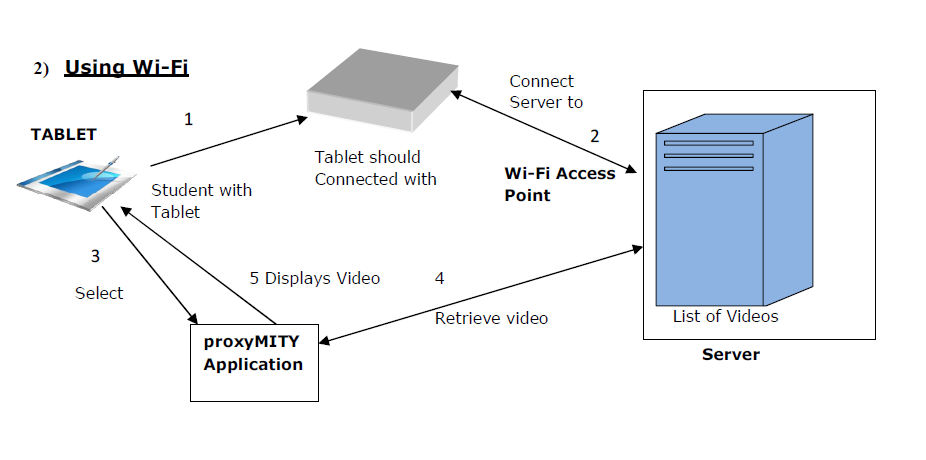 2) Using Wi-Fi
Connect
Server to
1
TABLET
2
Tablet should
Connected with
Wi-Fi Access
Point
Student with
Tablet
3
5 Displays Video
4
Select
Retrieve video
List of Videos
proxyMITY
Application
Server